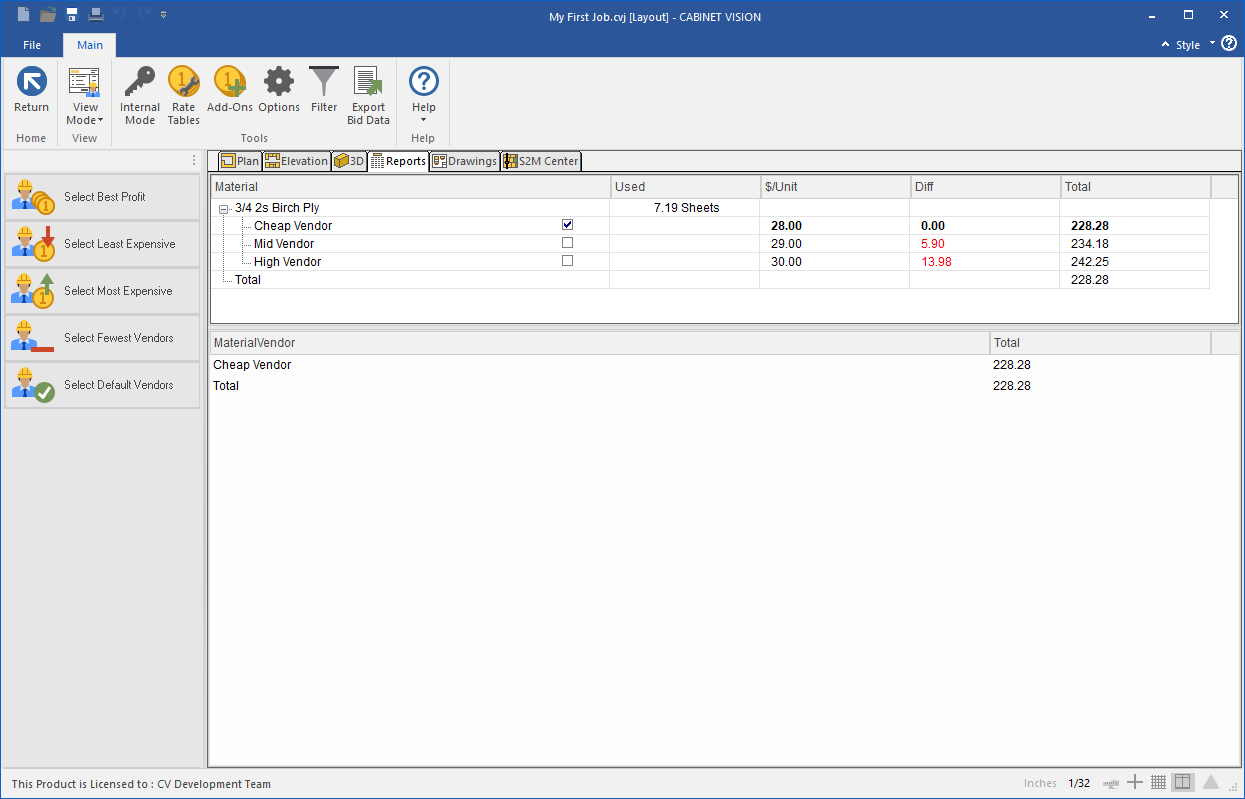 My First Job.cvj [Layout] - CABINET VISION
File Main Style
Return View Mode Internal Mode Rate Tables Add-Ons Options Filter Export Bid Data Help
Home View Tools Help
Plan Elevation 3D Reports Drawings S2M Center
Select Best Profit
Select Least Expensive
Select Most Expensive
Select Fewest Vendors
Select Default Vendors
Material Used $/Unit Diff Total
3/4 2s Birch Ply 7.19 Sheets
Cheap Vendor 28.00 0.00 228.28
Mid Vendor 29.00 5.90 234.18
High Vendor 30.00 13.98 242.25
Total 228.28
MaterialVendor Total
Cheap Vendor 228.28
Total 228.28
This Product is Licensed to : CV Development Team Inches 1/32